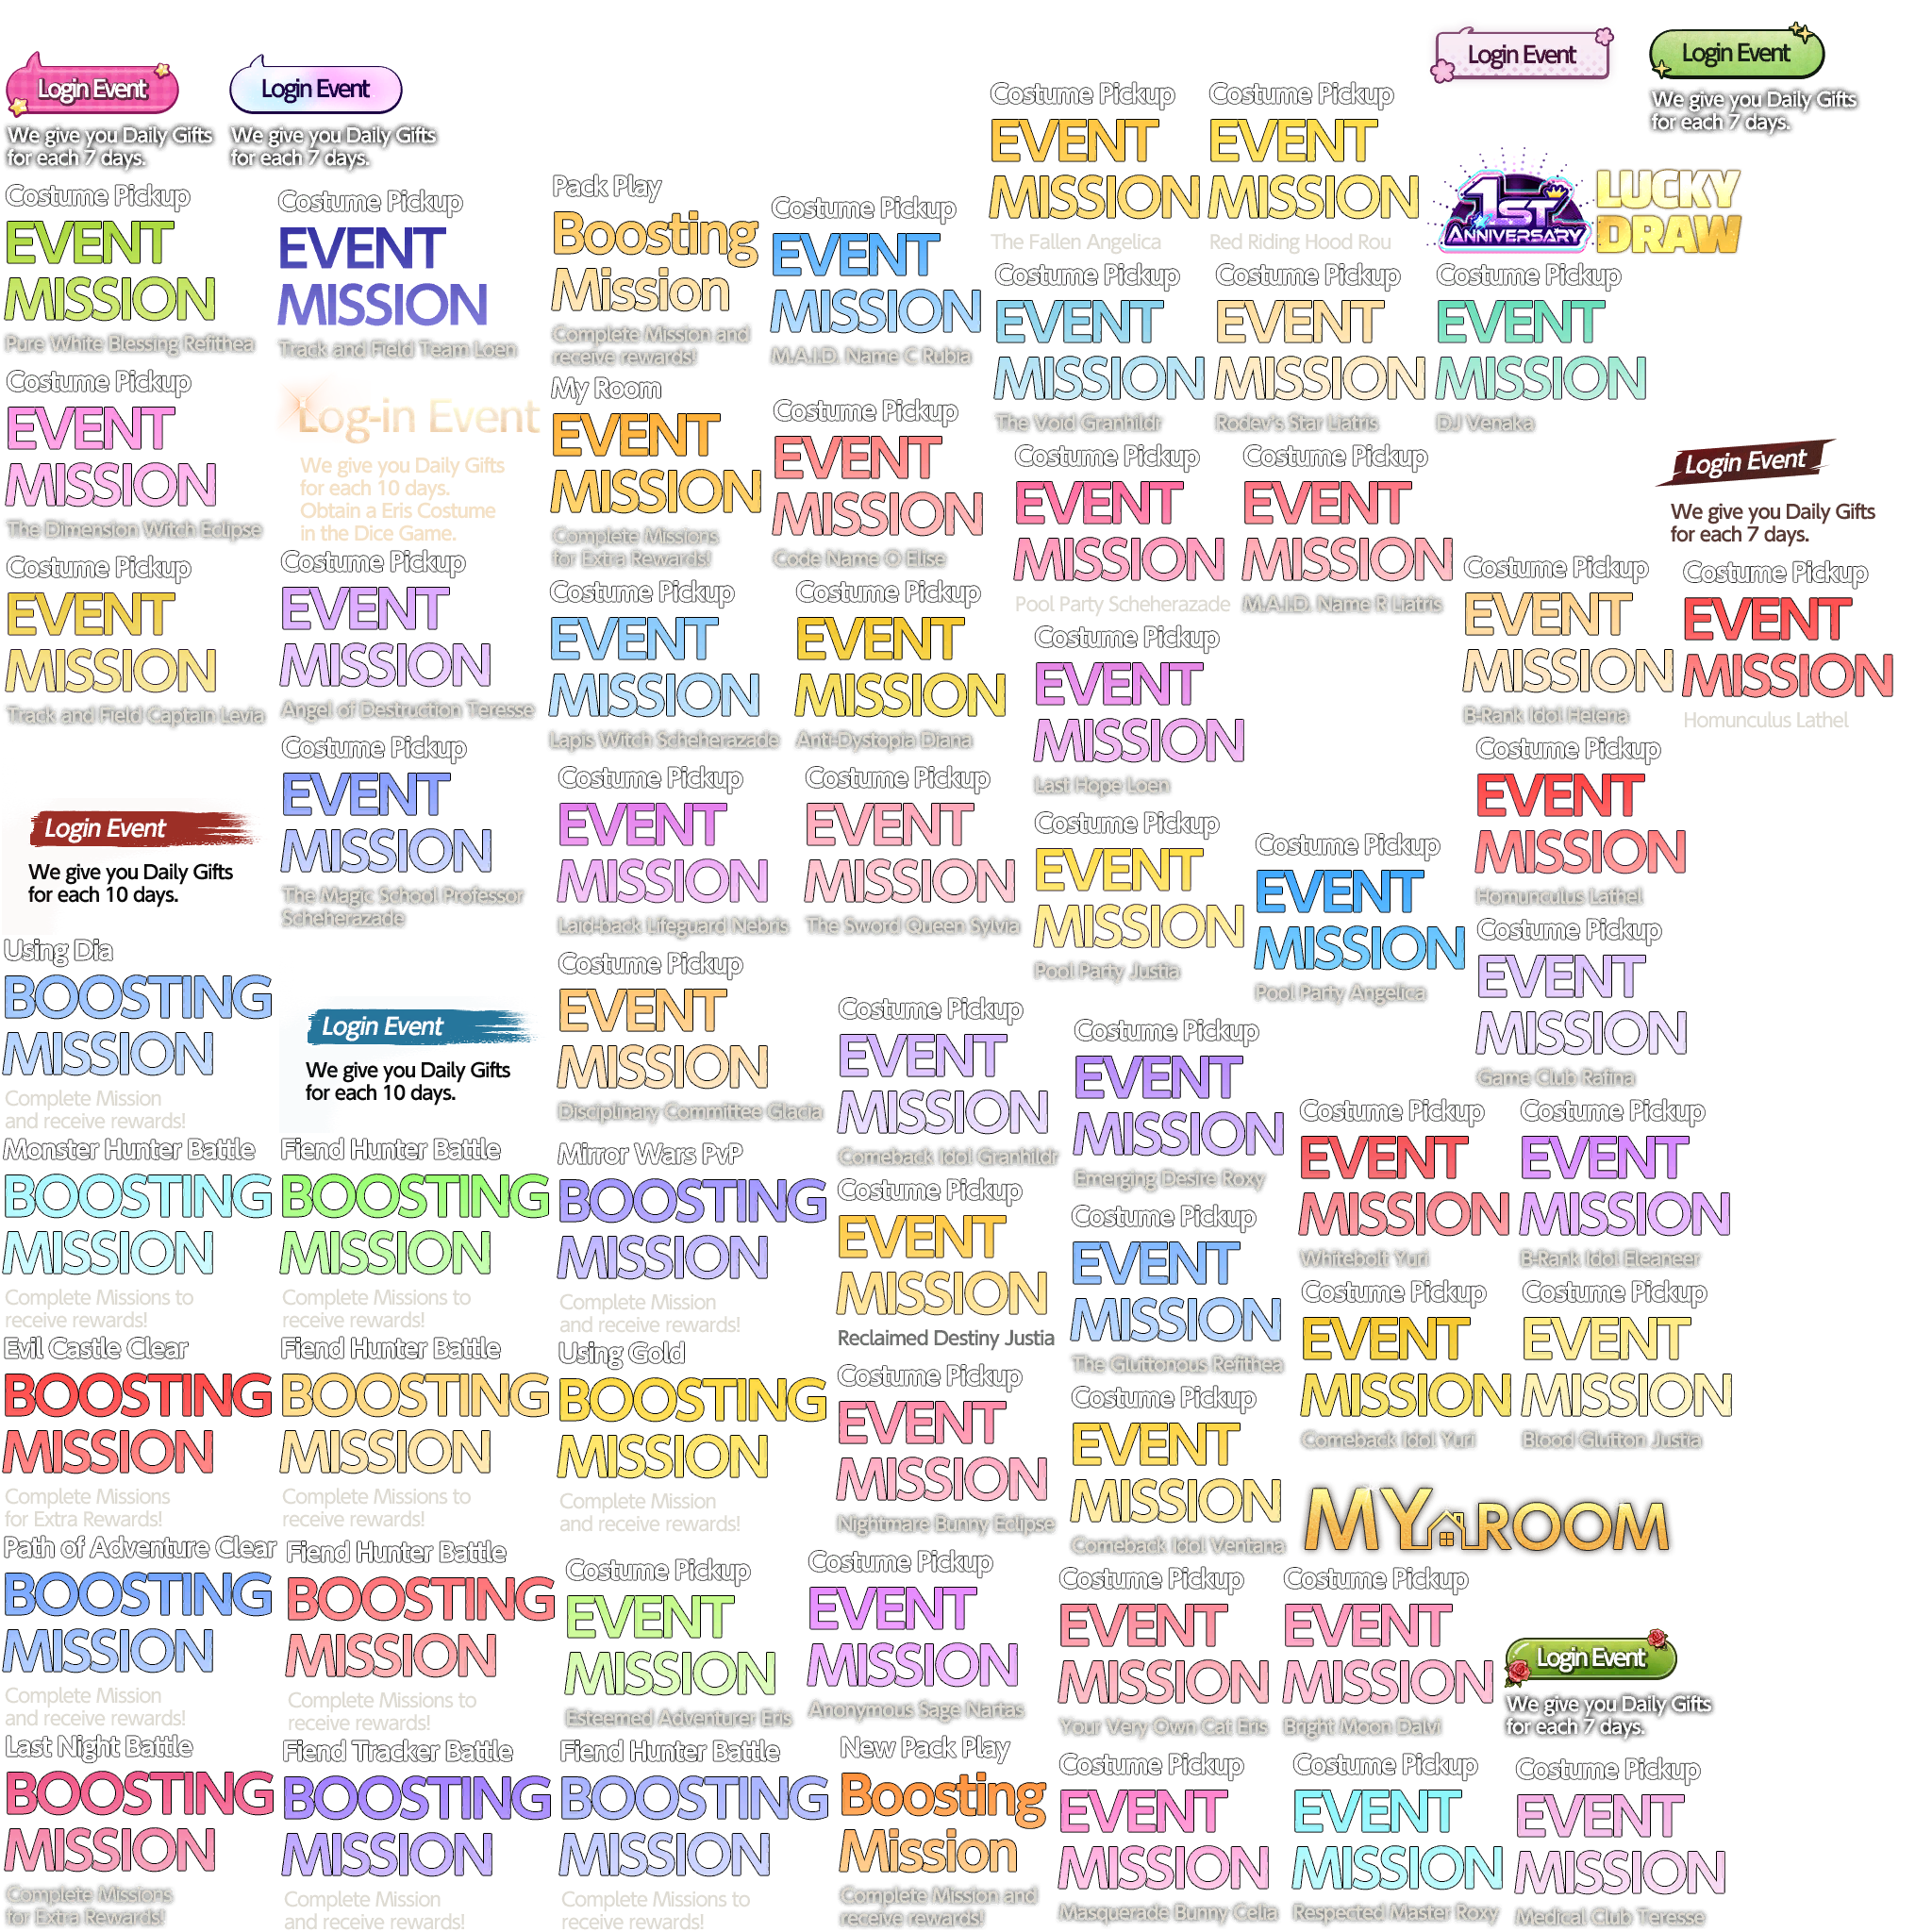 Login Event
We give you Daily Gifts
for each 7 days.
Login Event
We give you Daily Gifts
for each 7 days.
Login Event
Login Event
We give you Daily Gifts
for each 7 days.
Costume Pickup
EVENT
MISSION
The Fallen Angelica
Costume Pickup
EVENT
MISSION
Red Riding Hood Rou
1ST
ANNIVERSARY
LUCKY
DRAW
Costume Pickup
EVENT
MISSION
Pure White Blessing Refithea
Costume Pickup
EVENT
MISSION
Track and Field Team Loen
Pack Play
Boosting
Mission
Complete Mission and
receive rewards!
Costume Pickup
EVENT
MISSION
M.A.I.D. Name C Rubia
Costume Pickup
EVENT
MISSION
The Void Granhildr
Costume Pickup
EVENT
MISSION
Rodev's Star Liatris
Costume Pickup
EVENT
MISSION
DJ Venaka
Costume Pickup
EVENT
MISSION
The Dimension Witch Eclipse
Log-in Event
We give you Daily Gifts
for each 10 days.
Obtain a Eris Costume
in the Dice Game.
My Room
EVENT
MISSION
Complete Missions
for Extra Rewards!
Costume Pickup
EVENT
MISSION
Code Name O Elise
Costume Pickup
EVENT
MISSION
Pool Party Scheherazade
Costume Pickup
EVENT
MISSION
M.A.I.D. Name R Liatris
Login Event
We give you Daily Gifts
for each 7 days.
Costume Pickup
EVENT
MISSION
Track and Field Captain Levia
Costume Pickup
EVENT
MISSION
Angel of Destruction Teresse
Costume Pickup
EVENT
MISSION
Lapis Witch Scheherazade
Costume Pickup
EVENT
MISSION
Anti-Dystopia Diana
Costume Pickup
EVENT
MISSION
Last Hope Loen
Costume Pickup
EVENT
MISSION
B-Rank Idol Helena
Costume Pickup
EVENT
MISSION
Homunculus Lathel
Login Event
We give you Daily Gifts
for each 10 days.
Costume Pickup
EVENT
MISSION
The Magic School Professor
Scheherazade
Costume Pickup
EVENT
MISSION
Laid-back Lifeguard Nebris
Costume Pickup
EVENT
MISSION
The Sword Queen Sylvia
Costume Pickup
EVENT
MISSION
Pool Party Justia
Costume Pickup
EVENT
MISSION
Pool Party Angelica
Costume Pickup
EVENT
MISSION
Homunculus Lathel
Costume Pickup
EVENT
MISSION
Game Club Rafina
Using Dia
BOOSTING
MISSION
Complete Mission
and receive rewards!
Login Event
We give you Daily Gifts
for each 10 days.
Costume Pickup
EVENT
MISSION
Disciplinary Committee Glacia
Costume Pickup
EVENT
MISSION
Comeback Idol Granhildr
Costume Pickup
EVENT
MISSION
Emerging Desire Roxy
Costume Pickup
EVENT
MISSION
Whitebolt Yuri
Costume Pickup
EVENT
MISSION
B-Rank Idol Eleaneer
Monster Hunter Battle
BOOSTING
MISSION
Complete Missions to
receive rewards!
Fiend Hunter Battle
BOOSTING
MISSION
Complete Missions to
receive rewards!
Mirror Wars PvP
BOOSTING
MISSION
Complete Mission
and receive rewards!
Costume Pickup
EVENT
MISSION
Reclaimed Destiny Justia
Costume Pickup
EVENT
MISSION
The Gluttonous Refithea
Costume Pickup
EVENT
MISSION
Comeback Idol Yuri
Costume Pickup
EVENT
MISSION
Blood Glutton Justia
Evil Castle Clear
BOOSTING
MISSION
Complete Missions
for Extra Rewards!
Fiend Hunter Battle
BOOSTING
MISSION
Complete Missions to
receive rewards!
Using Gold
BOOSTING
MISSION
Complete Mission
and receive rewards!
Costume Pickup
EVENT
MISSION
Nightmare Bunny Eclipse
Costume Pickup
EVENT
MISSION
Comeback Idol Ventana
MY ROOM
Path of Adventure Clear
BOOSTING
MISSION
Complete Mission
and receive rewards!
Fiend Hunter Battle
BOOSTING
MISSION
Complete Missions to
receive rewards!
Costume Pickup
EVENT
MISSION
Esteemed Adventurer Eris
Costume Pickup
EVENT
MISSION
Anonymous Sage Nartas
Costume Pickup
EVENT
MISSION
Your Very Own Cat Eris
Costume Pickup
EVENT
MISSION
Bright Moon Dalvi
Login Event
We give you Daily Gifts
for each 7 days.
Last Night Battle
BOOSTING
MISSION
Complete Missions
for Extra Rewards!
Fiend Tracker Battle
BOOSTING
MISSION
Complete Mission
and receive rewards!
Fiend Hunter Battle
BOOSTING
MISSION
Complete Missions to
receive rewards!
New Pack Play
Boosting
Mission
Complete Mission and
receive rewards!
Costume Pickup
EVENT
MISSION
Masquerade Bunny Celia
Costume Pickup
EVENT
MISSION
Respected Master Roxy
Costume Pickup
EVENT
MISSION
Medical Club Teresse